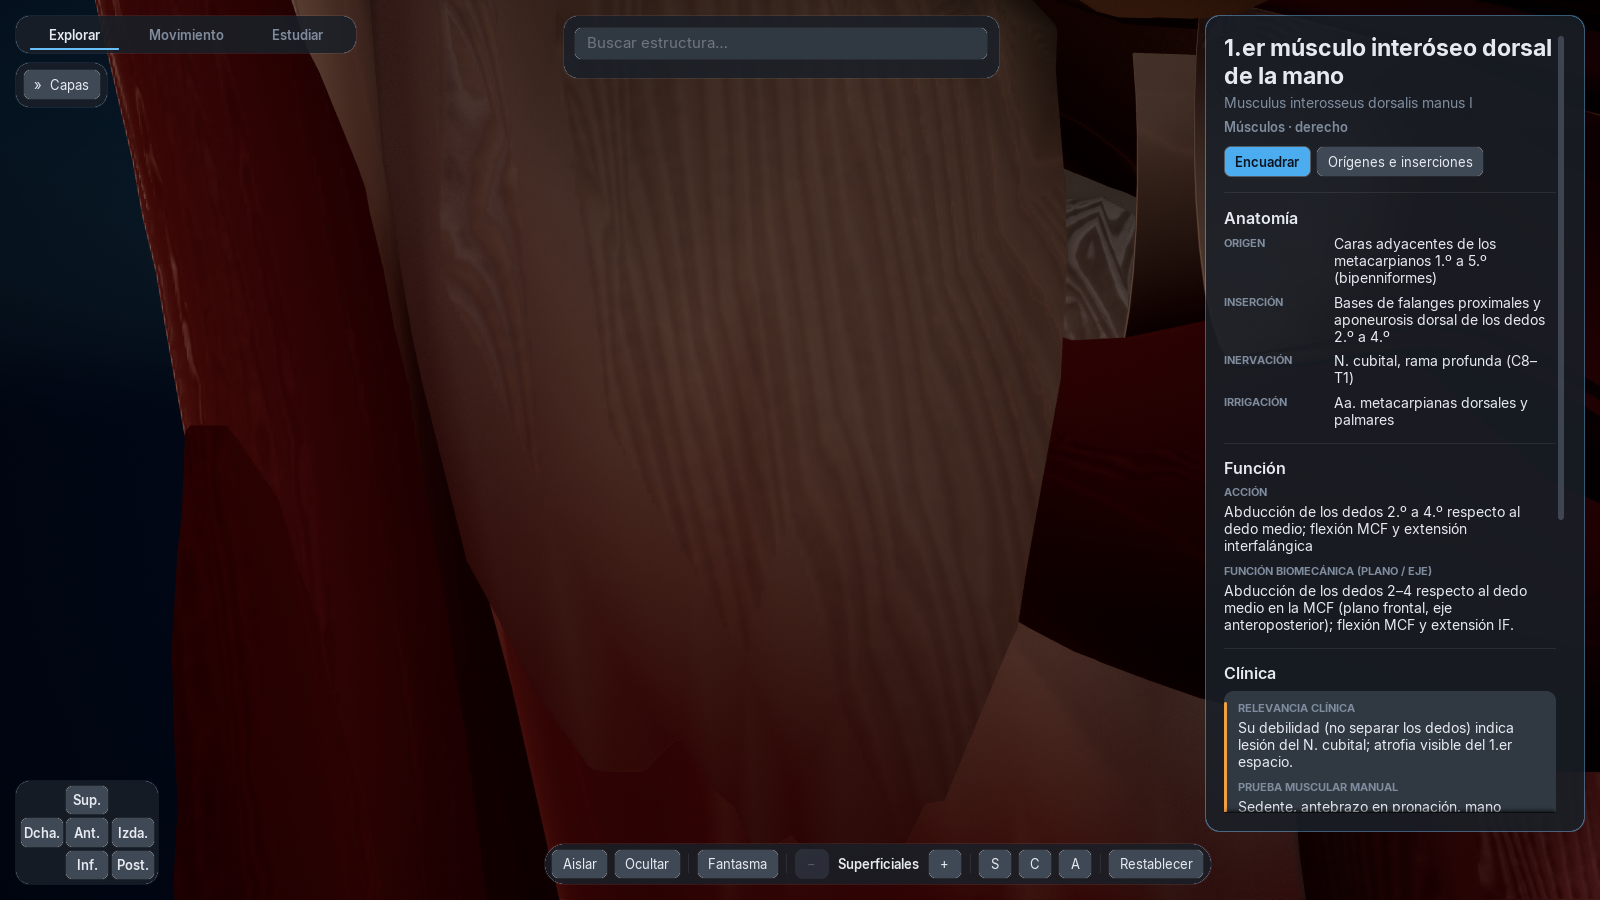 Explorar Movimiento Estudiar
» Capas
Buscar estructura...
1.er músculo interóseo dorsal
de la mano
Musculus interosseus dorsalis manus I
Músculos · derecho
Encuadrar Orígenes e inserciones
Anatomía
ORIGEN Caras adyacentes de los
metacarpianos 1.º a 5.º
(bipenniformes)
INSERCIÓN Bases de falanges proximales y
aponeurosis dorsal de los dedos
2.º a 4.º
INERVACIÓN N. cubital, rama profunda (C8–
T1)
IRRIGACIÓN Aa. metacarpianas dorsales y
palmares
Función
ACCIÓN
Abducción de los dedos 2.º a 4.º respecto al
dedo medio; flexión MCF y extensión
interfalángica
FUNCIÓN BIOMECÁNICA (PLANO / EJE)
Abducción de los dedos 2–4 respecto al dedo
medio en la MCF (plano frontal, eje
anteroposterior); flexión MCF y extensión IF.
Clínica
RELEVANCIA CLÍNICA
Su debilidad (no separar los dedos) indica
lesión del N. cubital; atrofia visible del 1.er
espacio.
PRUEBA MUSCULAR MANUAL
Sedente, antebrazo en pronación, mano
Sup.
Dcha. Ant. Izda.
Inf. Post.
Aislar Ocultar Fantasma − Superficiales + S C A Restablecer